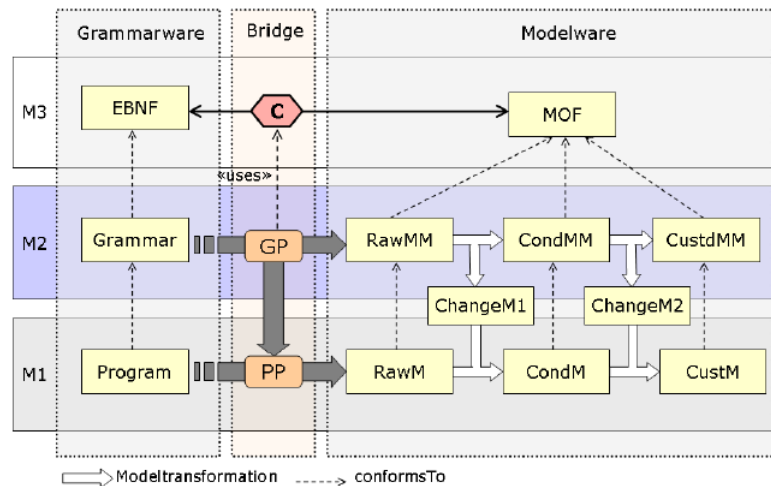 Grammarware
Bridge
Modelware
M3
EBNF
C
MOF
«uses»
M2
Grammar
GP
RawMM
CondMM
CustdMM
ChangeM1
ChangeM2
M1
Program
PP
RawM
CondM
CustM
Modeltransformation
conformsTo